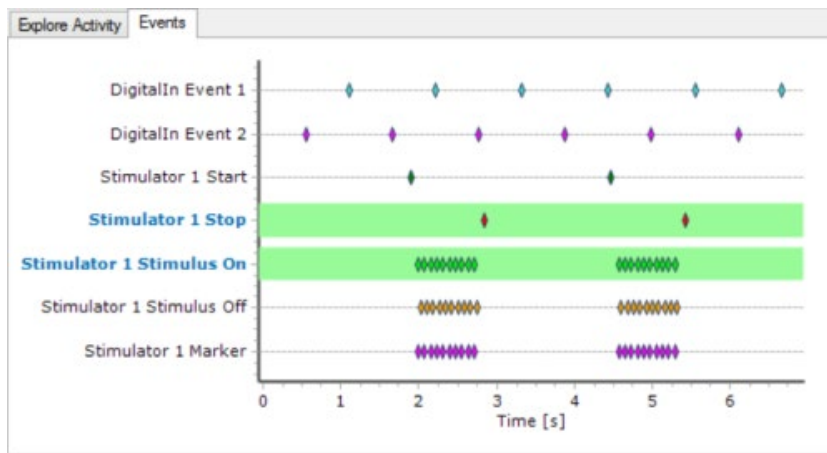 Explore Activity Events
DigitalIn Event 1
DigitalIn Event 2
Stimulator 1 Start
Stimulator 1 Stop
Stimulator 1 Stimulus On
Stimulator 1 Stimulus Off
Stimulator 1 Marker
0 1 2 3 4 5 6
Time [s]